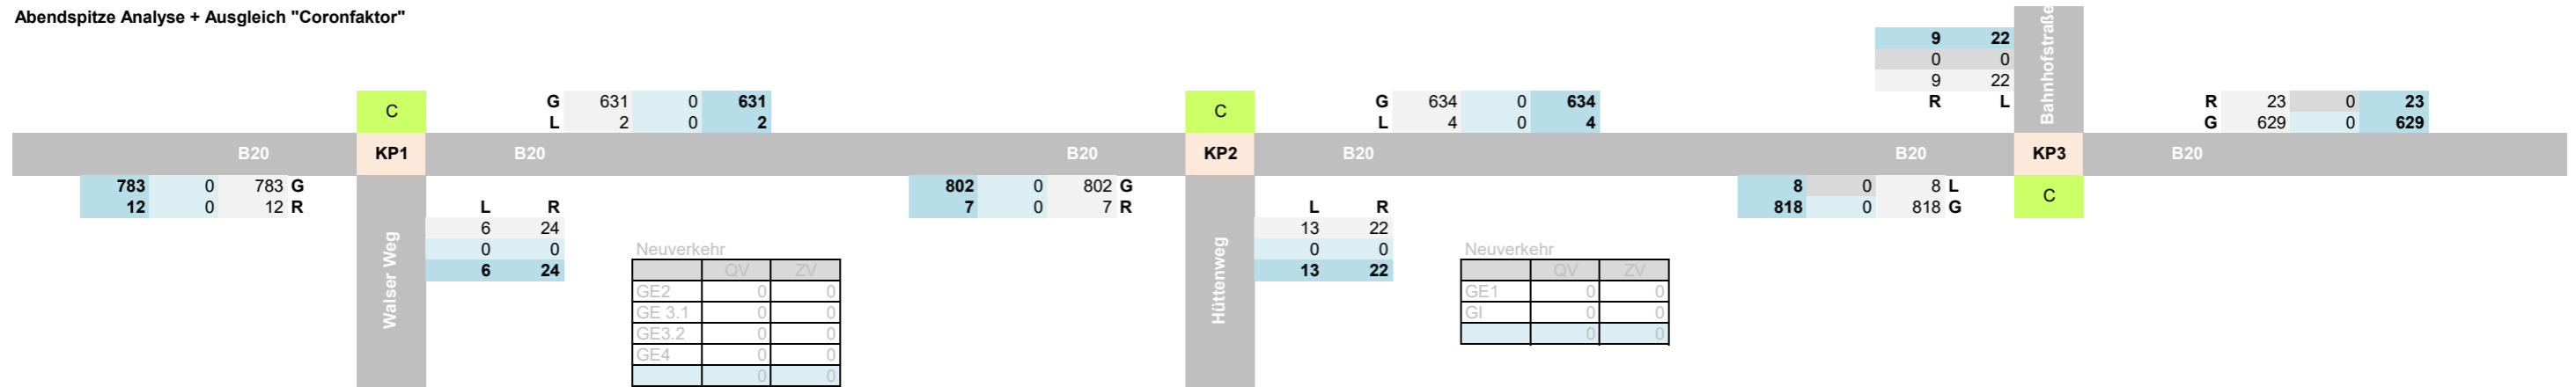 Abendspitze Analyse + Ausgleich "Coronfaktor"
9 22
0 0
9 22
R L
Bahnhofstraße
C
G 631 0 631
L 2 0 2
C
G 634 0 634
L 4 0 4
R 23 0 23
G 629 0 629
B20 KP1 B20 B20 KP2 B20 B20 KP3 B20
783 0 783 G
12 0 12 R
Walser Weg
L R
6 24
0 0
6 24
802 0 802 G
7 0 7 R
Hüttenweg
L R
13 22
0 0
13 22
8 0 8 L
818 0 818 G
C
Neuverkehr
QV ZV
GE2 0 0
GE 3.1 0 0
GE3.2 0 0
GE4 0 0
0 0
Neuverkehr
QV ZV
GE1 0 0
GI 0 0
0 0